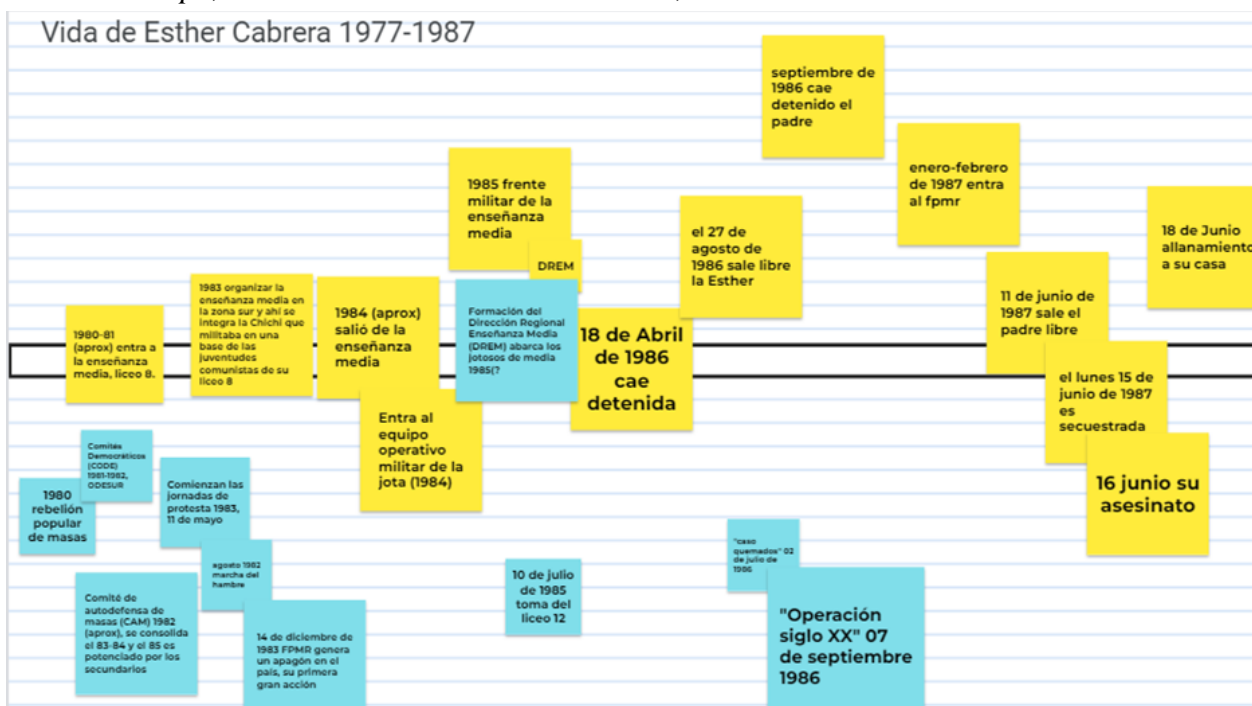 Vida de Esther Cabrera 1977-1987
septiembre de
1986 cae
detenido el
padre
enero-febrero
de 1987 entra
al fpmr
1985 frente
militar de la
enseñanza
media
DREM
el 27 de
agosto de
1986 sale libre
la Esther
18 de Junio
allanamiento
a su casa
1980-81
(aprox) entra a
la enseñanza
media, liceo 8.
1983 organizar la
enseñanza media en
la zona sur y ahí se
integra la Chichi que
militaba en una
base de las
juventudes
comunistas de su
liceo 8
1984 (aprox)
salió de la
enseñanza
media
Formación del
Dirección Regional
Enseñanza Media
(DREM) abarca los
jotosos de media
1985(?
18 de Abril
de 1986
cae
detenida
11 de junio de
1987 sale el
padre libre
el lunes 15 de
junio de 1987
es
secuestrada
Entra al
equipo
operativo
militar de la
jota (1984)
16 junio su
asesinato
Comités
Democráticos
(CODE)
1981-1982,
ODESUR
1980
rebelión
popular
de masas
Comienzan las
jornadas de
protesta 1983,
11 de mayo
agosto 1982
marcha del
hambre
Comité de
autodefensa de
masas (CAM) 1982
(aprox), se consolida
el 83-84 y el 85 es
potenciado por los
secundarios
14 de diciembre de
1983 FPMR genera
un apagón en el
país, su primera
gran acción
10 de julio
de 1985
toma del
liceo 12
"caso
quemados" 02
de julio de
1986
"Operación
siglo XX" 07
de septiembre
1986